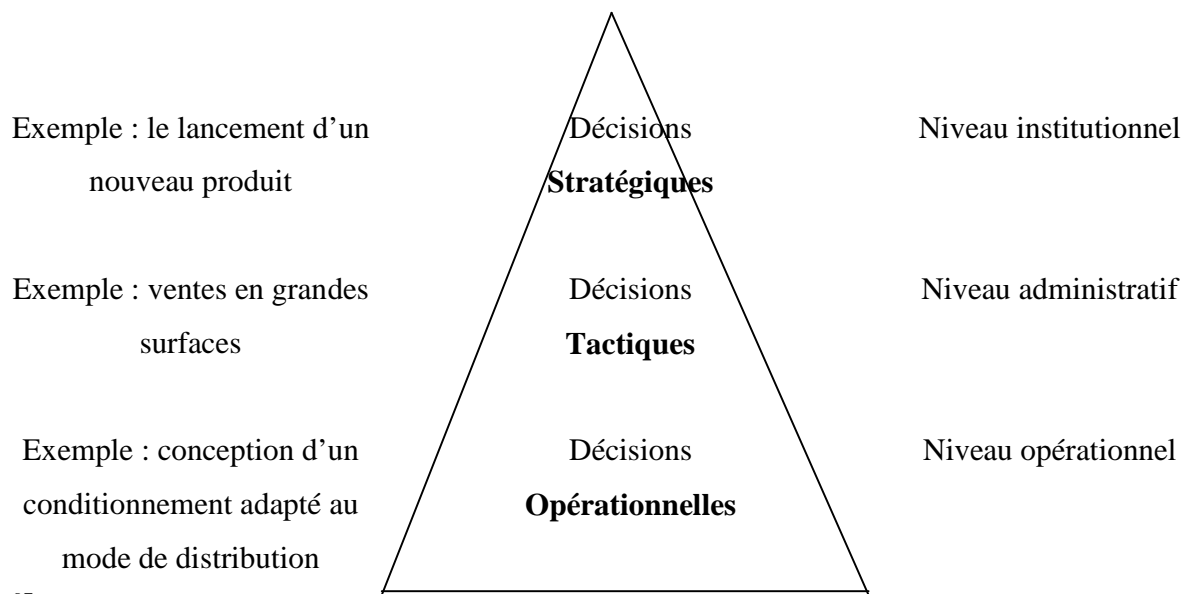 Exemple : le lancement d’un
nouveau produit
Décisions
Stratégiques
Niveau institutionnel
Exemple : ventes en grandes
surfaces
Décisions
Tactiques
Niveau administratif
Exemple : conception d’un
conditionnement adapté au
mode de distribution
Décisions
Opérationnelles
Niveau opérationnel